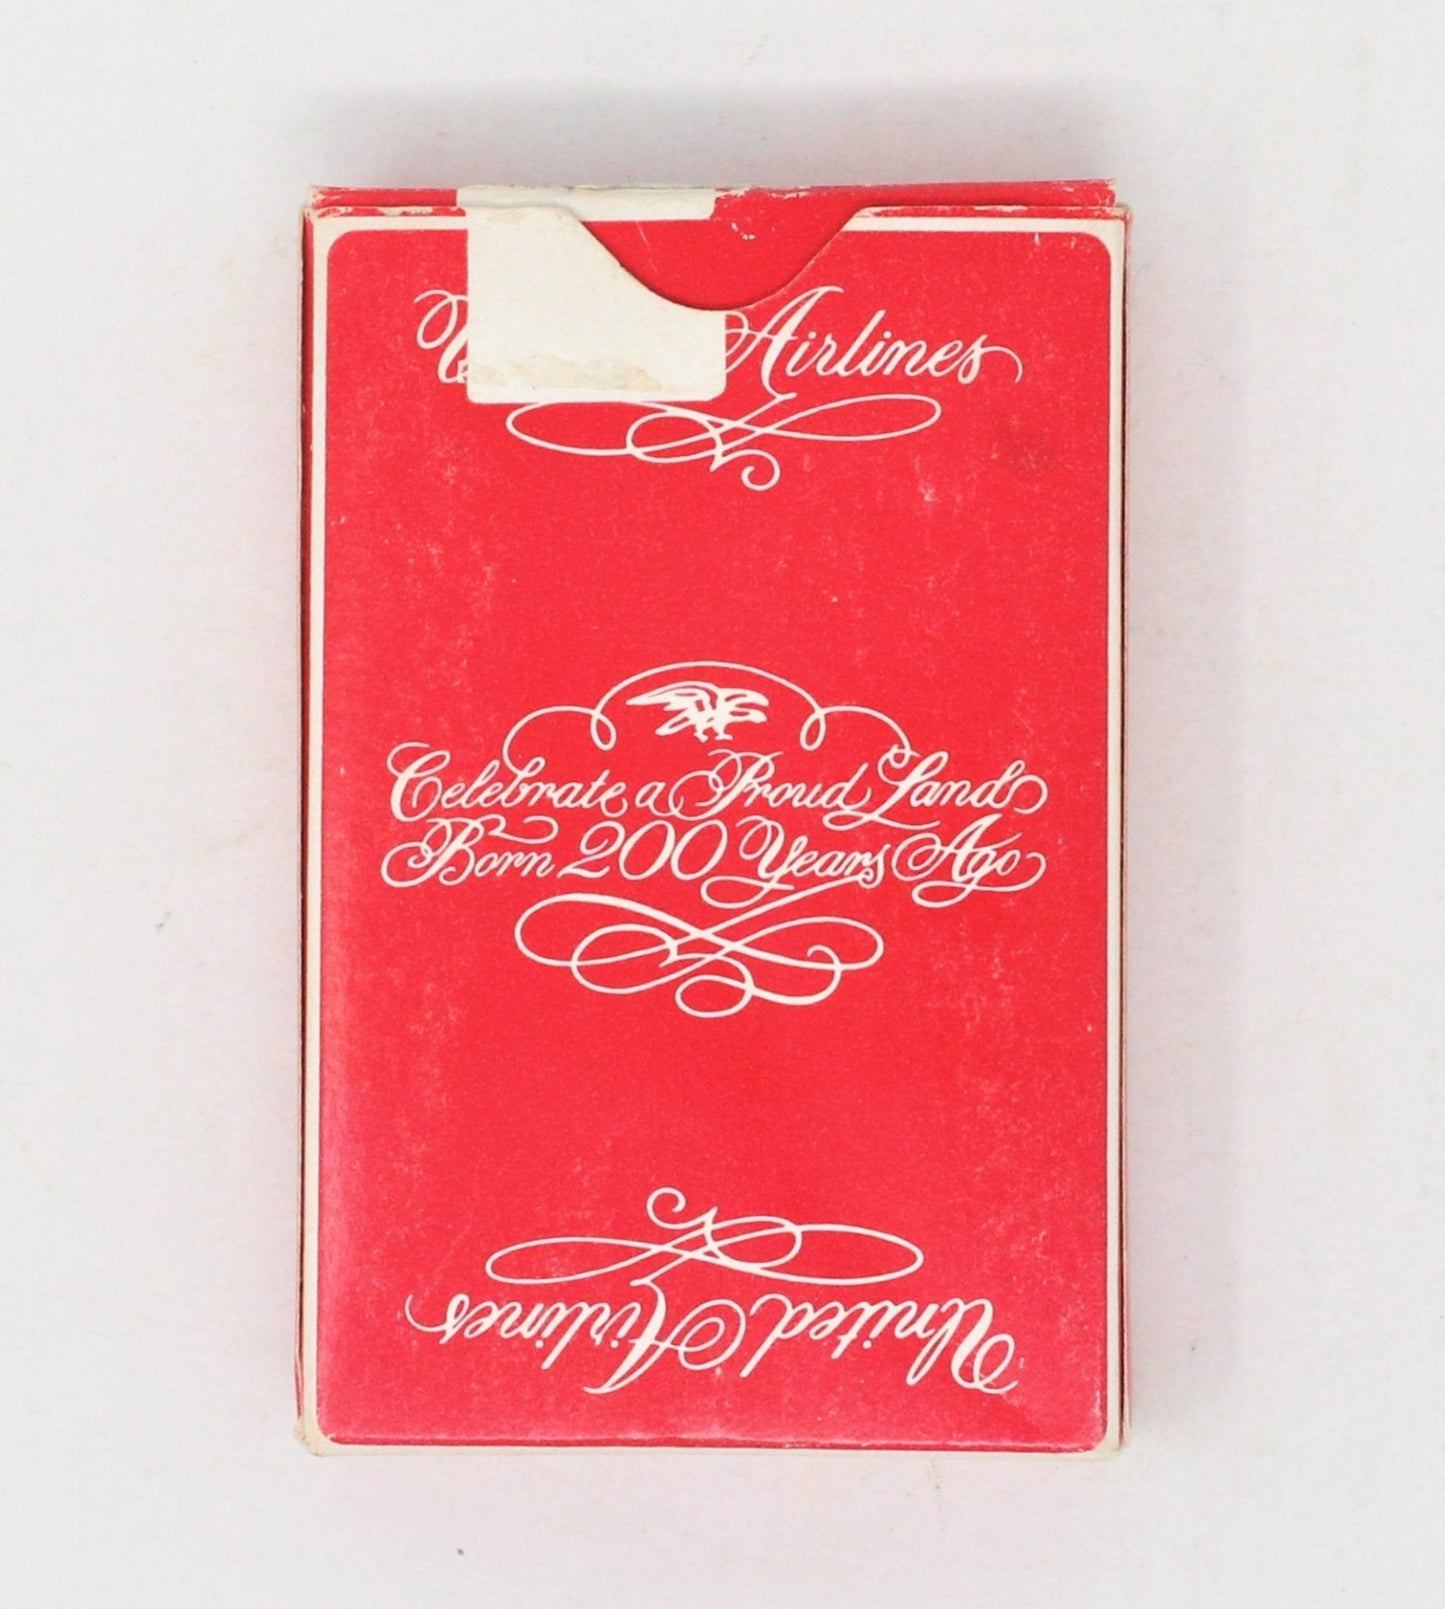 Airlines
Celebrate a Proud Land
Born 200 Years Ago
United Airlines